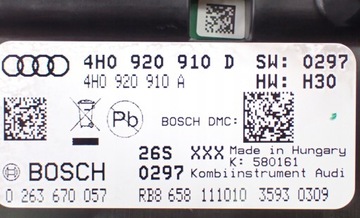 4H0 920 910 D SW: 0297
4H0 920 910 A HW: H30
Pb BOSCH DMC:
26S XXX Made in Hungary
K: 580161
BOSCH 0297 Kombiinstrument Audi
0 263 670 057 RB8 658 111010 3593 0309